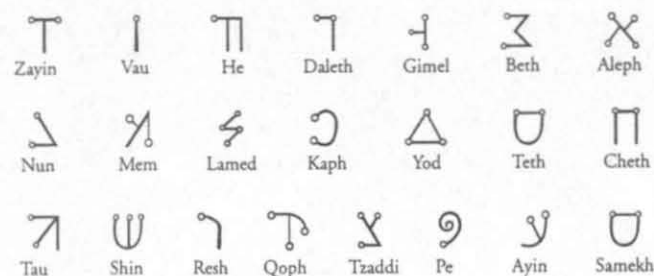 Zayin Vau He Daleth Gimel Beth Aleph
Nun Mem Lamed Kaph Yod Teth Cheth
Tau Shin Resh Qoph Tzaddi Pe Ayin Samekh